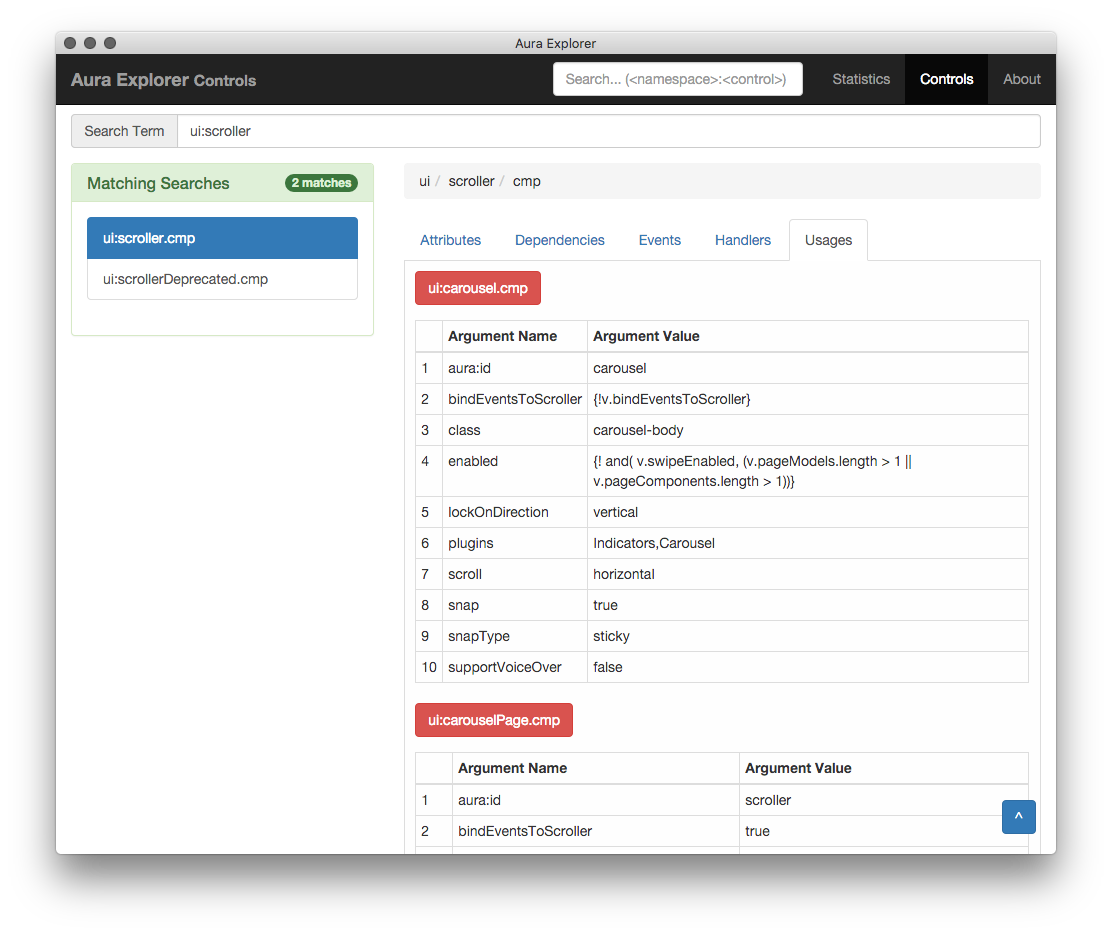 Aura Explorer
Aura Explorer Controls
Search... (<namespace>:<control>)
Statistics
Controls
About
Search Term
ui:scroller
Matching Searches
2 matches
ui:scroller.cmp
ui:scrollerDeprecated.cmp
ui / scroller / cmp
Attributes
Dependencies
Events
Handlers
Usages
ui:carousel.cmp
Argument Name Argument Value
1 aura:id carousel
2 bindEventsToScroller {!v.bindEventsToScroller}
3 class carousel-body
4 enabled {! and( v.swipeEnabled, (v.pageModels.length > 1 ||
v.pageComponents.length > 1))}
5 lockOnDirection vertical
6 plugins Indicators,Carousel
7 scroll horizontal
8 snap true
9 snapType sticky
10 supportVoiceOver false
ui:carouselPage.cmp
Argument Name Argument Value
1 aura:id scroller
2 bindEventsToScroller true
^